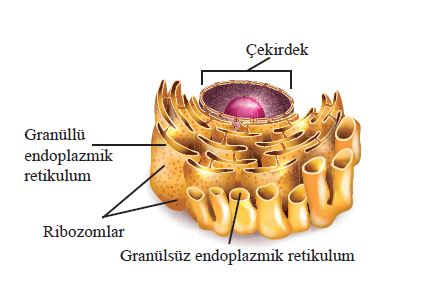 Çekirdek
Granüllü
endoplazmik
retikulum
Ribozomlar
Granülsüz endoplazmik retikulum